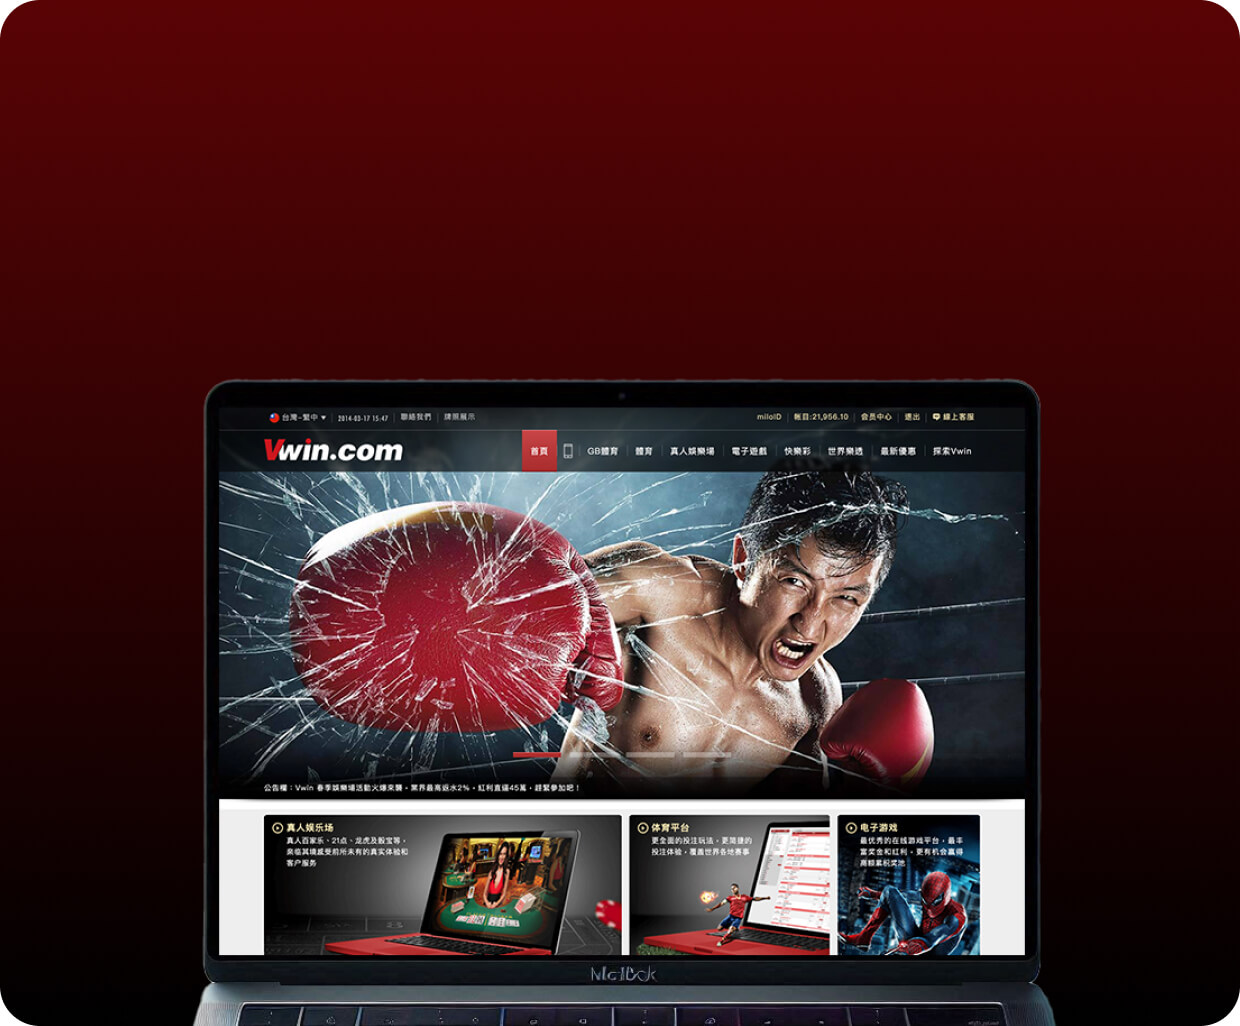 台灣-繁中 ▾ 2014-03-17 15:47 聯絡我們 牌照展示
miloID 帳目:21,956.10 会员中心 退出 線上客服
Vwin.com
首頁 GB體育 體育 真人娛樂場 電子遊戲 快樂彩 世界樂透 最新優惠 探索Vwin
公告欄：Vwin 春季娛樂場活動火爆來襲，業界最高返水2%，紅利直逼45萬，趕緊參加吧！
真人娱乐场
真人百家乐、21点、龙虎及骰宝等，
亲临其境感受前所未有的真实体验和
客户服务
体育平台
更全面的投注玩法，更简捷的
投注体验，覆盖世界各地赛事
电子游戏
最优秀的在线游戏平台，最丰
富奖金和红利，更有机会赢得
高额累积奖池